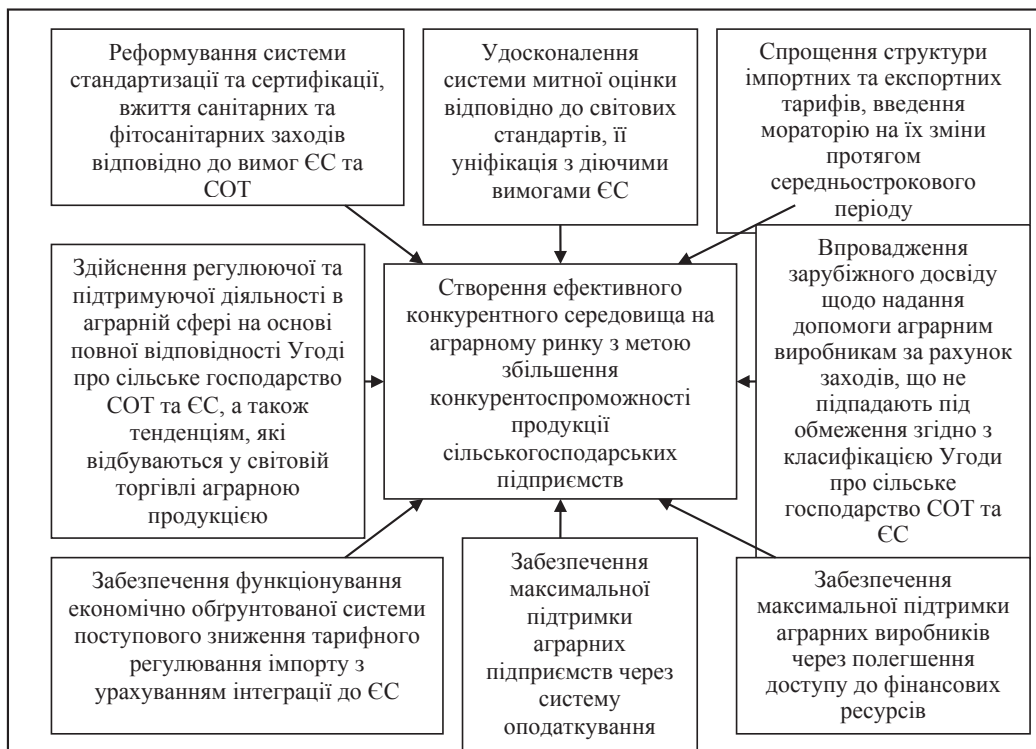 Реформування системи
стандартизації та сертифікації,
вжиття санітарних та
фітосанітарних заходів
відповідно до вимог ЄС та
СОТ
Удосконалення
системи митної оцінки
відповідно до світових
стандартів, її
уніфікація з діючими
вимогами ЄС
Спрощення структури
імпортних та експортних
тарифів, введення
мораторію на їх зміни
протягом
середньострокового
періоду
Здійснення регулюючої та
підтримуючої діяльності в
аграрній сфері на основі
повної відповідності Угоді
про сільське господарство
СОТ та ЄС, а також
тенденціям, які
відбуваються у світовій
торгівлі аграрною
продукцією
Створення ефективного
конкурентного середовища на
аграрному ринку з метою
збільшення
конкурентоспроможності
продукції
сільськогосподарських
підприємств
Впровадження
зарубіжного досвіду
щодо надання
допомоги аграрним
виробникам за рахунок
заходів, що не
підпадають під
обмеження згідно з
класифікацією Угоди
про сільське
господарство СОТ та
ЄС
Забезпечення функціонування
економічно обґрунтованої системи
поступового зниження тарифного
регулювання імпорту з
урахуванням інтеграції до ЄС
Забезпечення
максимальної
підтримки
аграрних
підприємств через
систему
оподаткування
Забезпечення
максимальної підтримки
аграрних виробників
через полегшення
доступу до фінансових
ресурсів